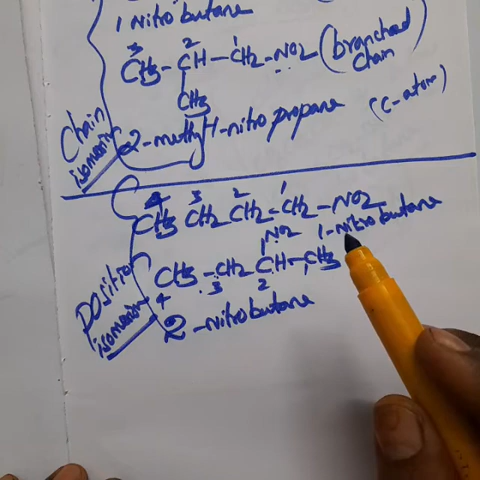 1 nitro butane
3 2 1
CH3 - CH - CH2 - NO2 (branched chain
CH3
2-methyl 1-nitro propane (C-atom)
Chain isomerism
4 3 2 1
CH3 CH2 CH2 - CH2 - NO2
1-nitro butane
NO2
CH3 - CH2 - CH - CH3
4 3 2 1
2 - nitro butane
Position isomerism